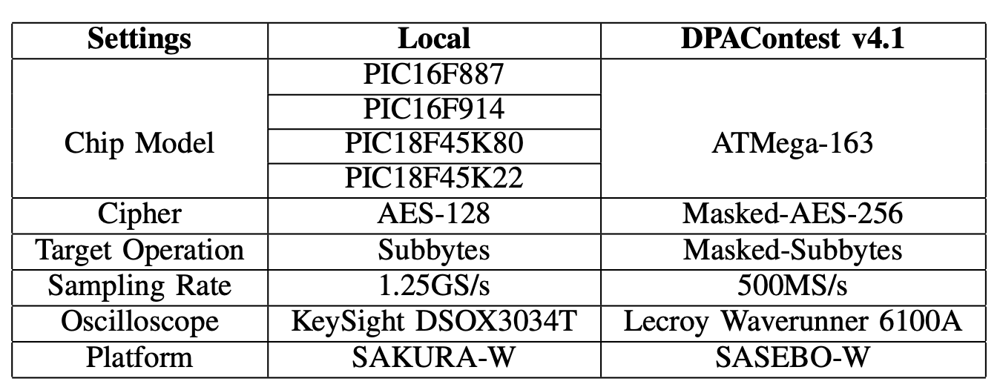 Settings Local DPAContest v4.1
PIC16F887
PIC16F914
Chip Model PIC18F45K80 ATMega-163
PIC18F45K22
Cipher AES-128 Masked-AES-256
Target Operation Subbytes Masked-Subbytes
Sampling Rate 1.25GS/s 500MS/s
Oscilloscope KeySight DSOX3034T Lecroy Waverunner 6100A
Platform SAKURA-W SASEBO-W